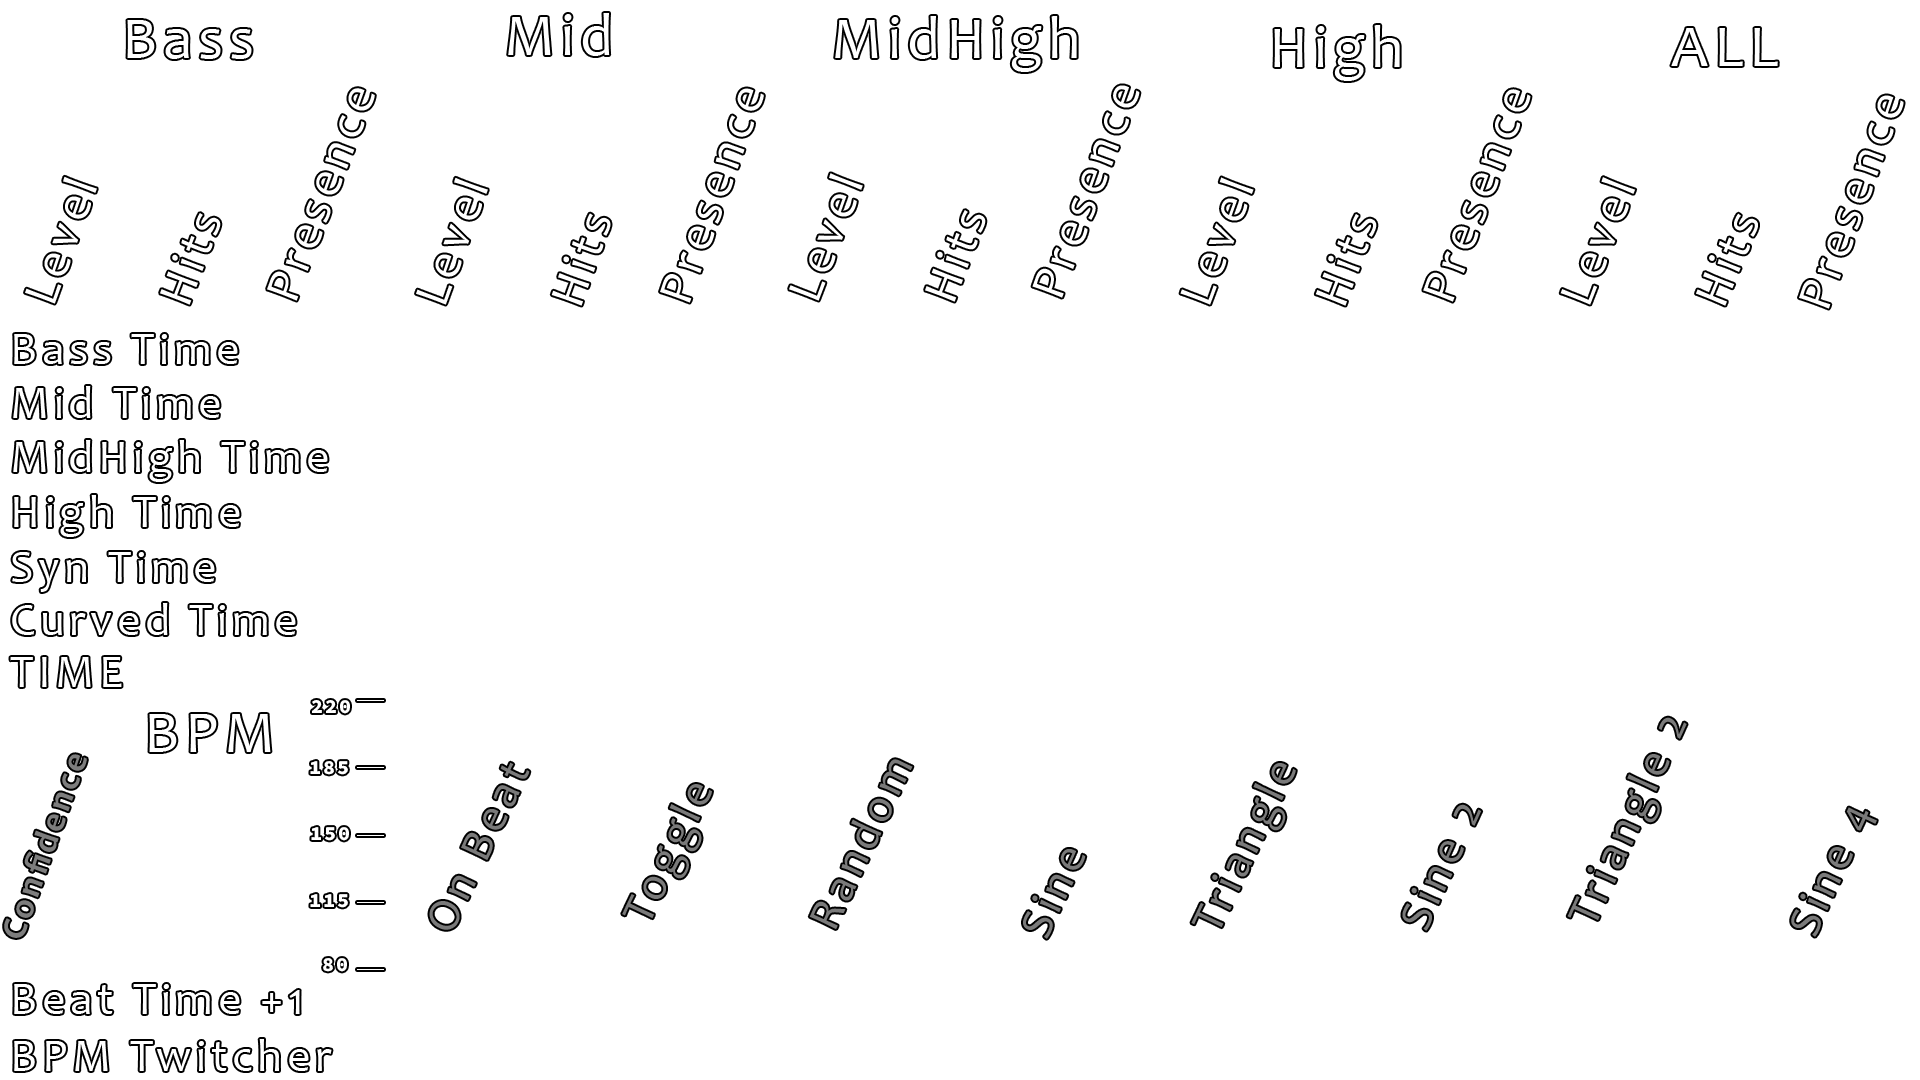 Bass Mid MidHigh High ALL
Level Hits Presence Level Hits Presence Level Hits Presence Level Hits Presence Level Hits Presence
Bass Time
Mid Time
MidHigh Time
High Time
Syn Time
Curved Time
TIME
BPM
220
185
150
115
80
Confidence On Beat Toggle Random Sine Triangle Sine 2 Triangle 2 Sine 4
Beat Time +1
BPM Twitcher